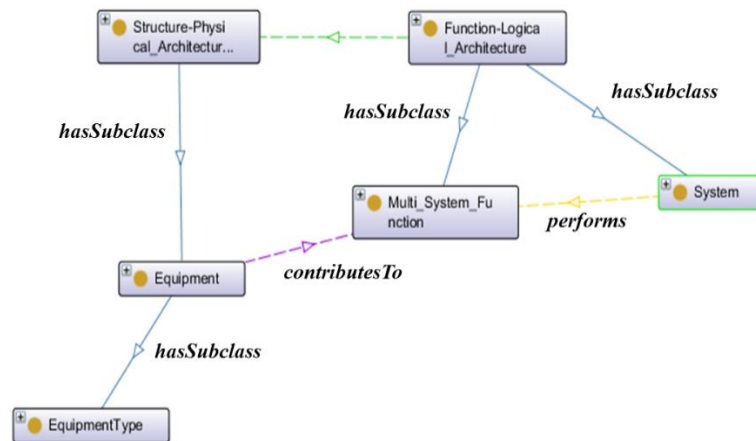 Structure-Physi
cal_Architectur...
Function-Logica
l_Architecture
hasSubclass
hasSubclass
hasSubclass
Multi_System_Fu
nction
System
performs
Equipment
contributesTo
hasSubclass
EquipmentType